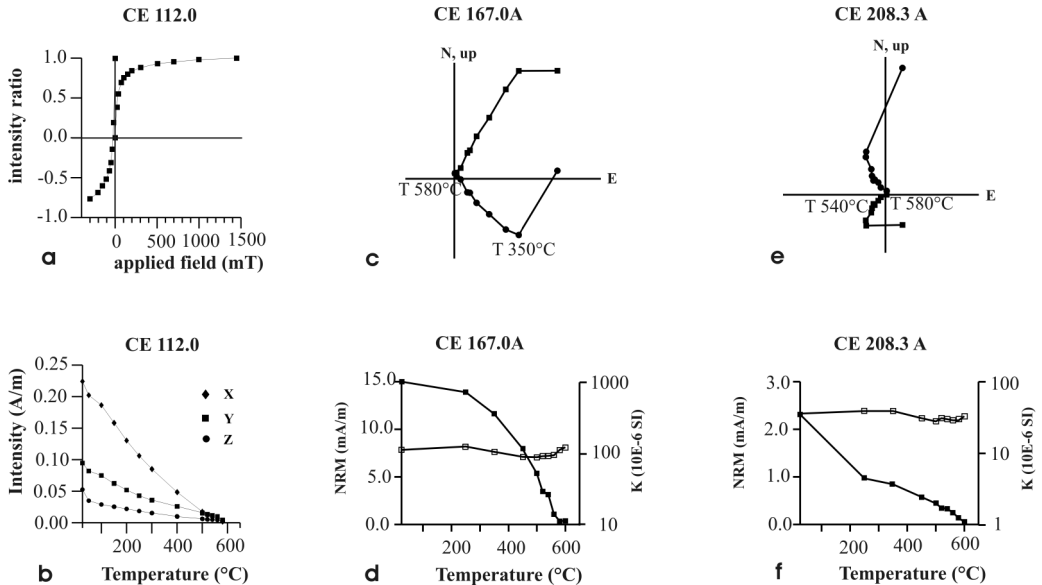 CE 112.0
CE 167.0A
CE 208.3 A
intensity ratio
1.0
0.5
0.0
-0.5
-1.0
0 500 1000 1500
applied field (mT)
a
N, up
E
T 580°C
T 350°C
c
N, up
E
T 540°C
T 580°C
e
CE 112.0
CE 167.0A
CE 208.3 A
Intensity (A/m)
0.25
0.20
0.15
0.10
0.05
0.00
X
Y
Z
200 400 600
Temperature (°C)
b
NRM (mA/m)
15.0
10.0
5.0
0.0
K (10E-6 SI)
1000
100
10
200 400 600
Temperature (°C)
d
NRM (mA/m)
3.0
2.0
1.0
0.0
K (10E-6 SI)
100
10
1
200 400 600
Temperature (°C)
f